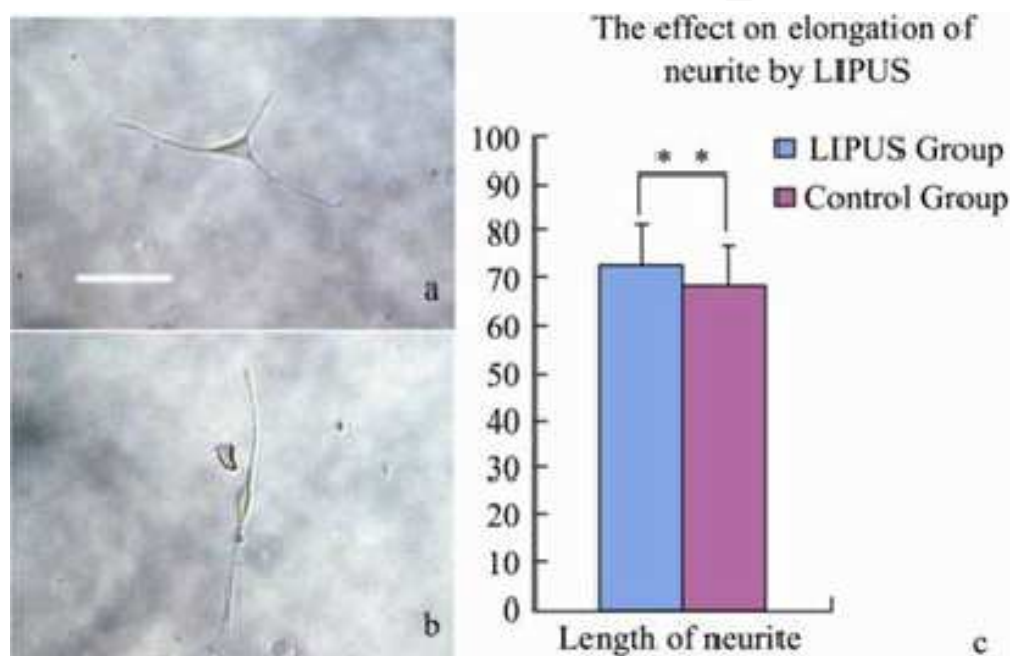 The effect on elongation of
neurite by LIPUS
100
90
80
70
60
50
40
30
20
10
0
* *
LIPUS Group
Control Group
Length of neurite
a
b
c